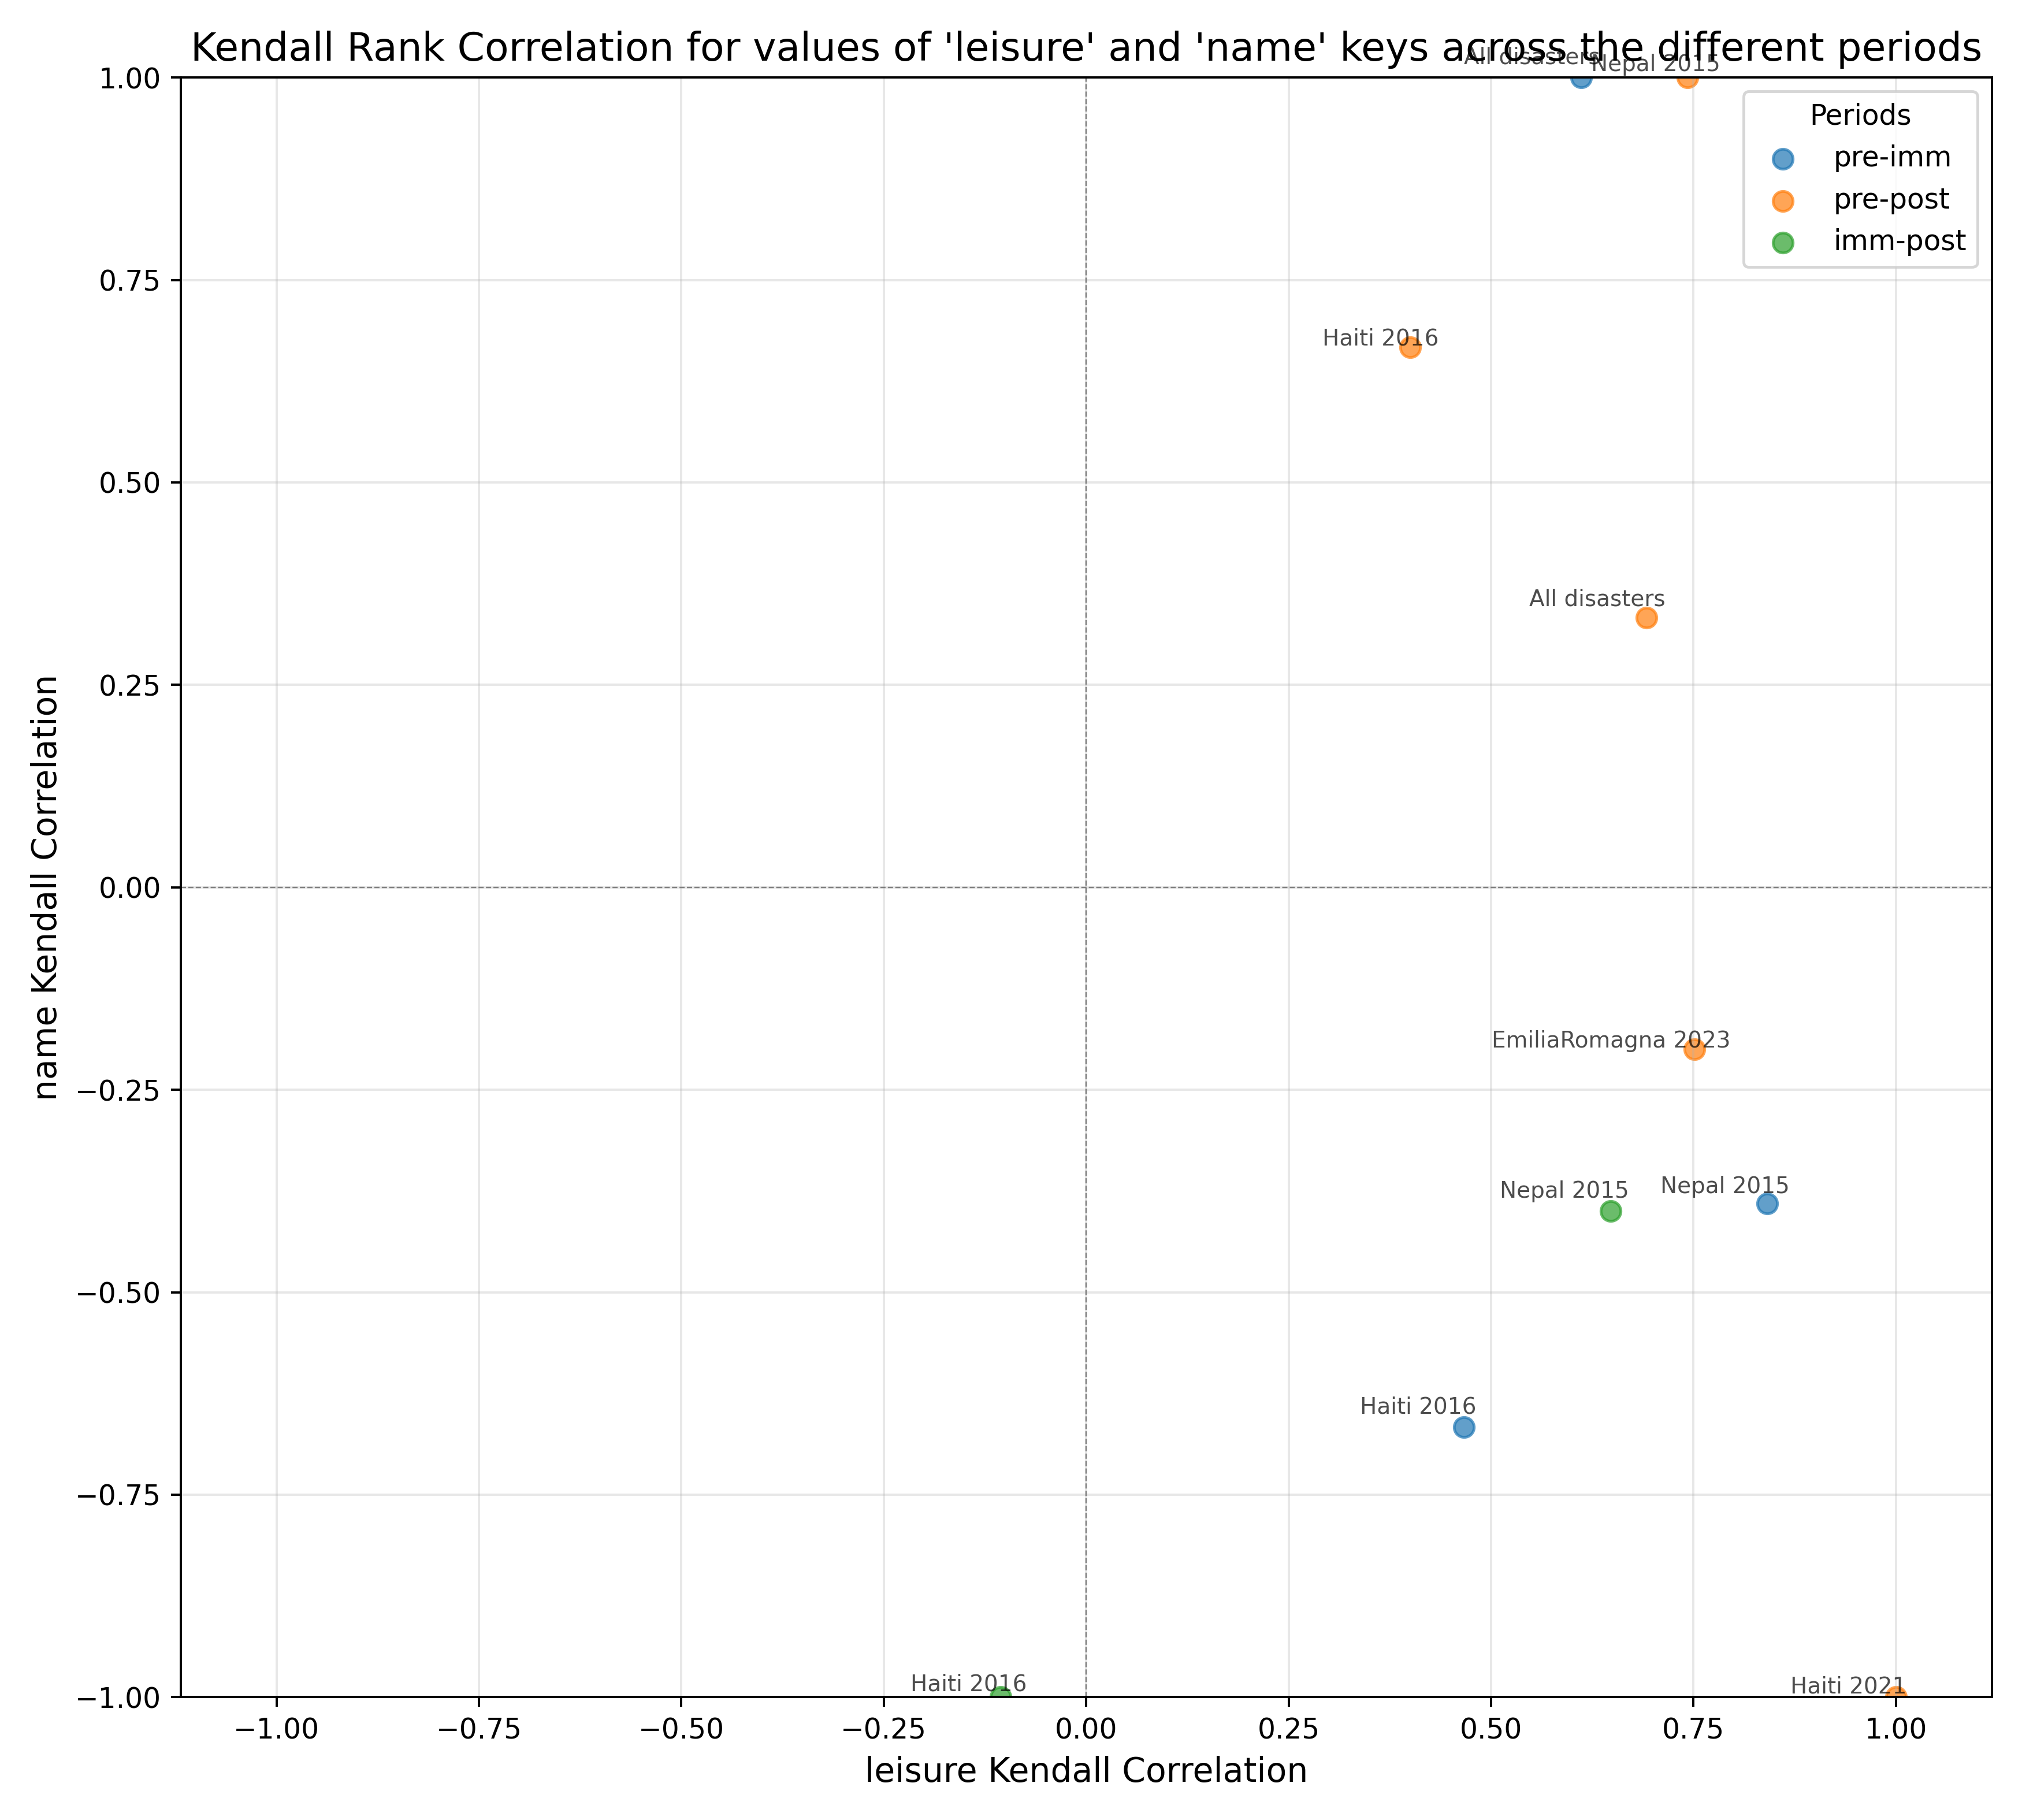 Kendall Rank Correlation for values of 'leisure' and 'name' keys across the different periods
All disasters
Nepal 2015
1.00
Periods
pre-imm
pre-post
imm-post
0.75
Haiti 2016
0.50
All disasters
0.25
name Kendall Correlation
0.00
EmiliaRomagna 2023
−0.25
Nepal 2015
Nepal 2015
−0.50
Haiti 2016
−0.75
Haiti 2016
Haiti 2021
−1.00
−1.00 −0.75 −0.50 −0.25 0.00 0.25 0.50 0.75 1.00
leisure Kendall Correlation